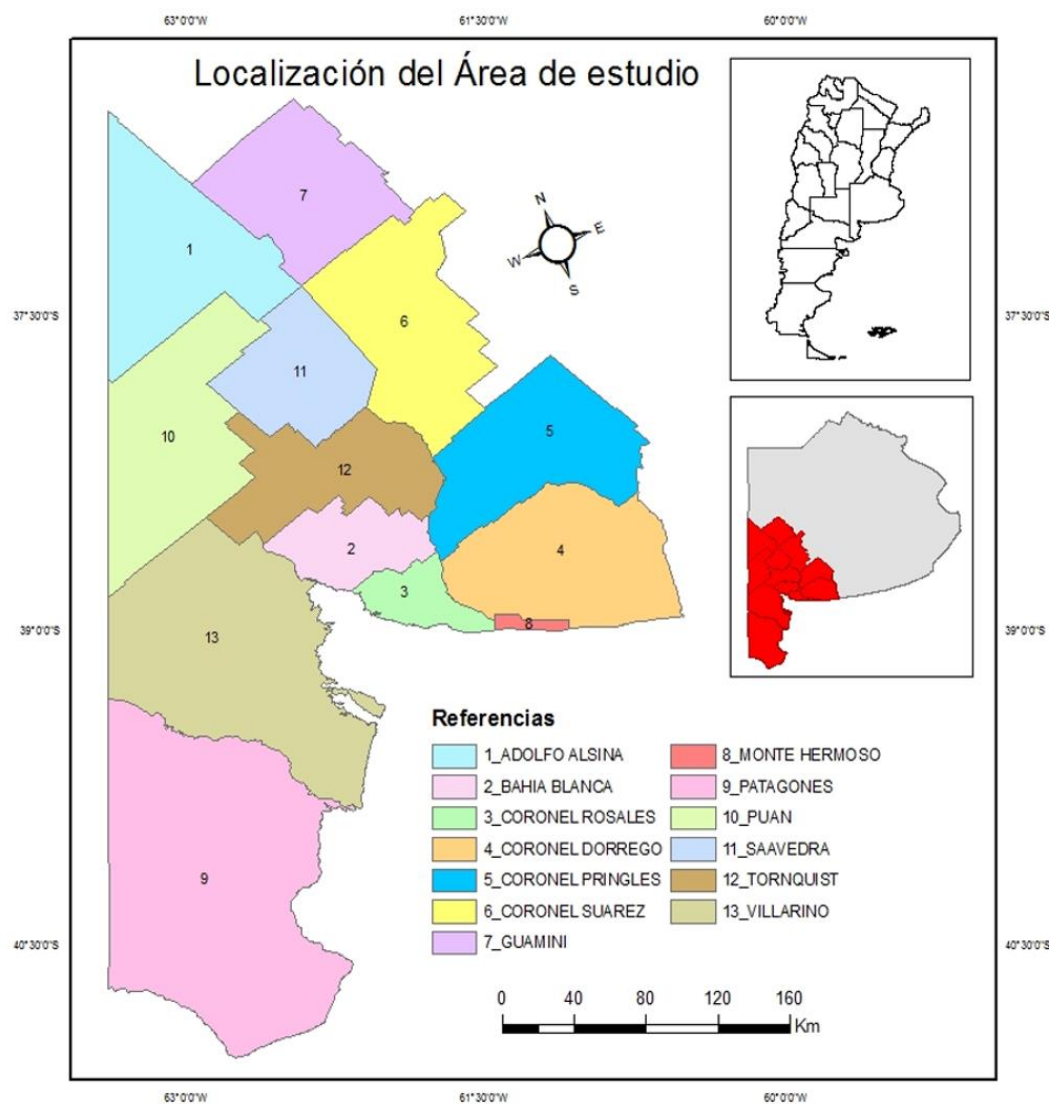 63°0'0"W 61°30'0"W 60°0'0"W
Localización del Área de estudio
7
N
E
W
S
1
37°30'0"S 37°30'0"S
6
11
10
5
12
2
4
3
8
39°0'0"S 39°0'0"S
13
Referencias
1_ADOLFO ALSINA
2_BAHIA BLANCA
3_CORONEL ROSALES
4_CORONEL DORREGO
5_CORONEL PRINGLES
6_CORONEL SUAREZ
7_GUAMINI
8_MONTE HERMOSO
9_PATAGONES
10_PUAN
11_SAAVEDRA
12_TORNQUIST
13_VILLARINO
9
40°30'0"S 40°30'0"S
0 40 80 120 160
Km
63°0'0"W 61°30'0"W 60°0'0"W